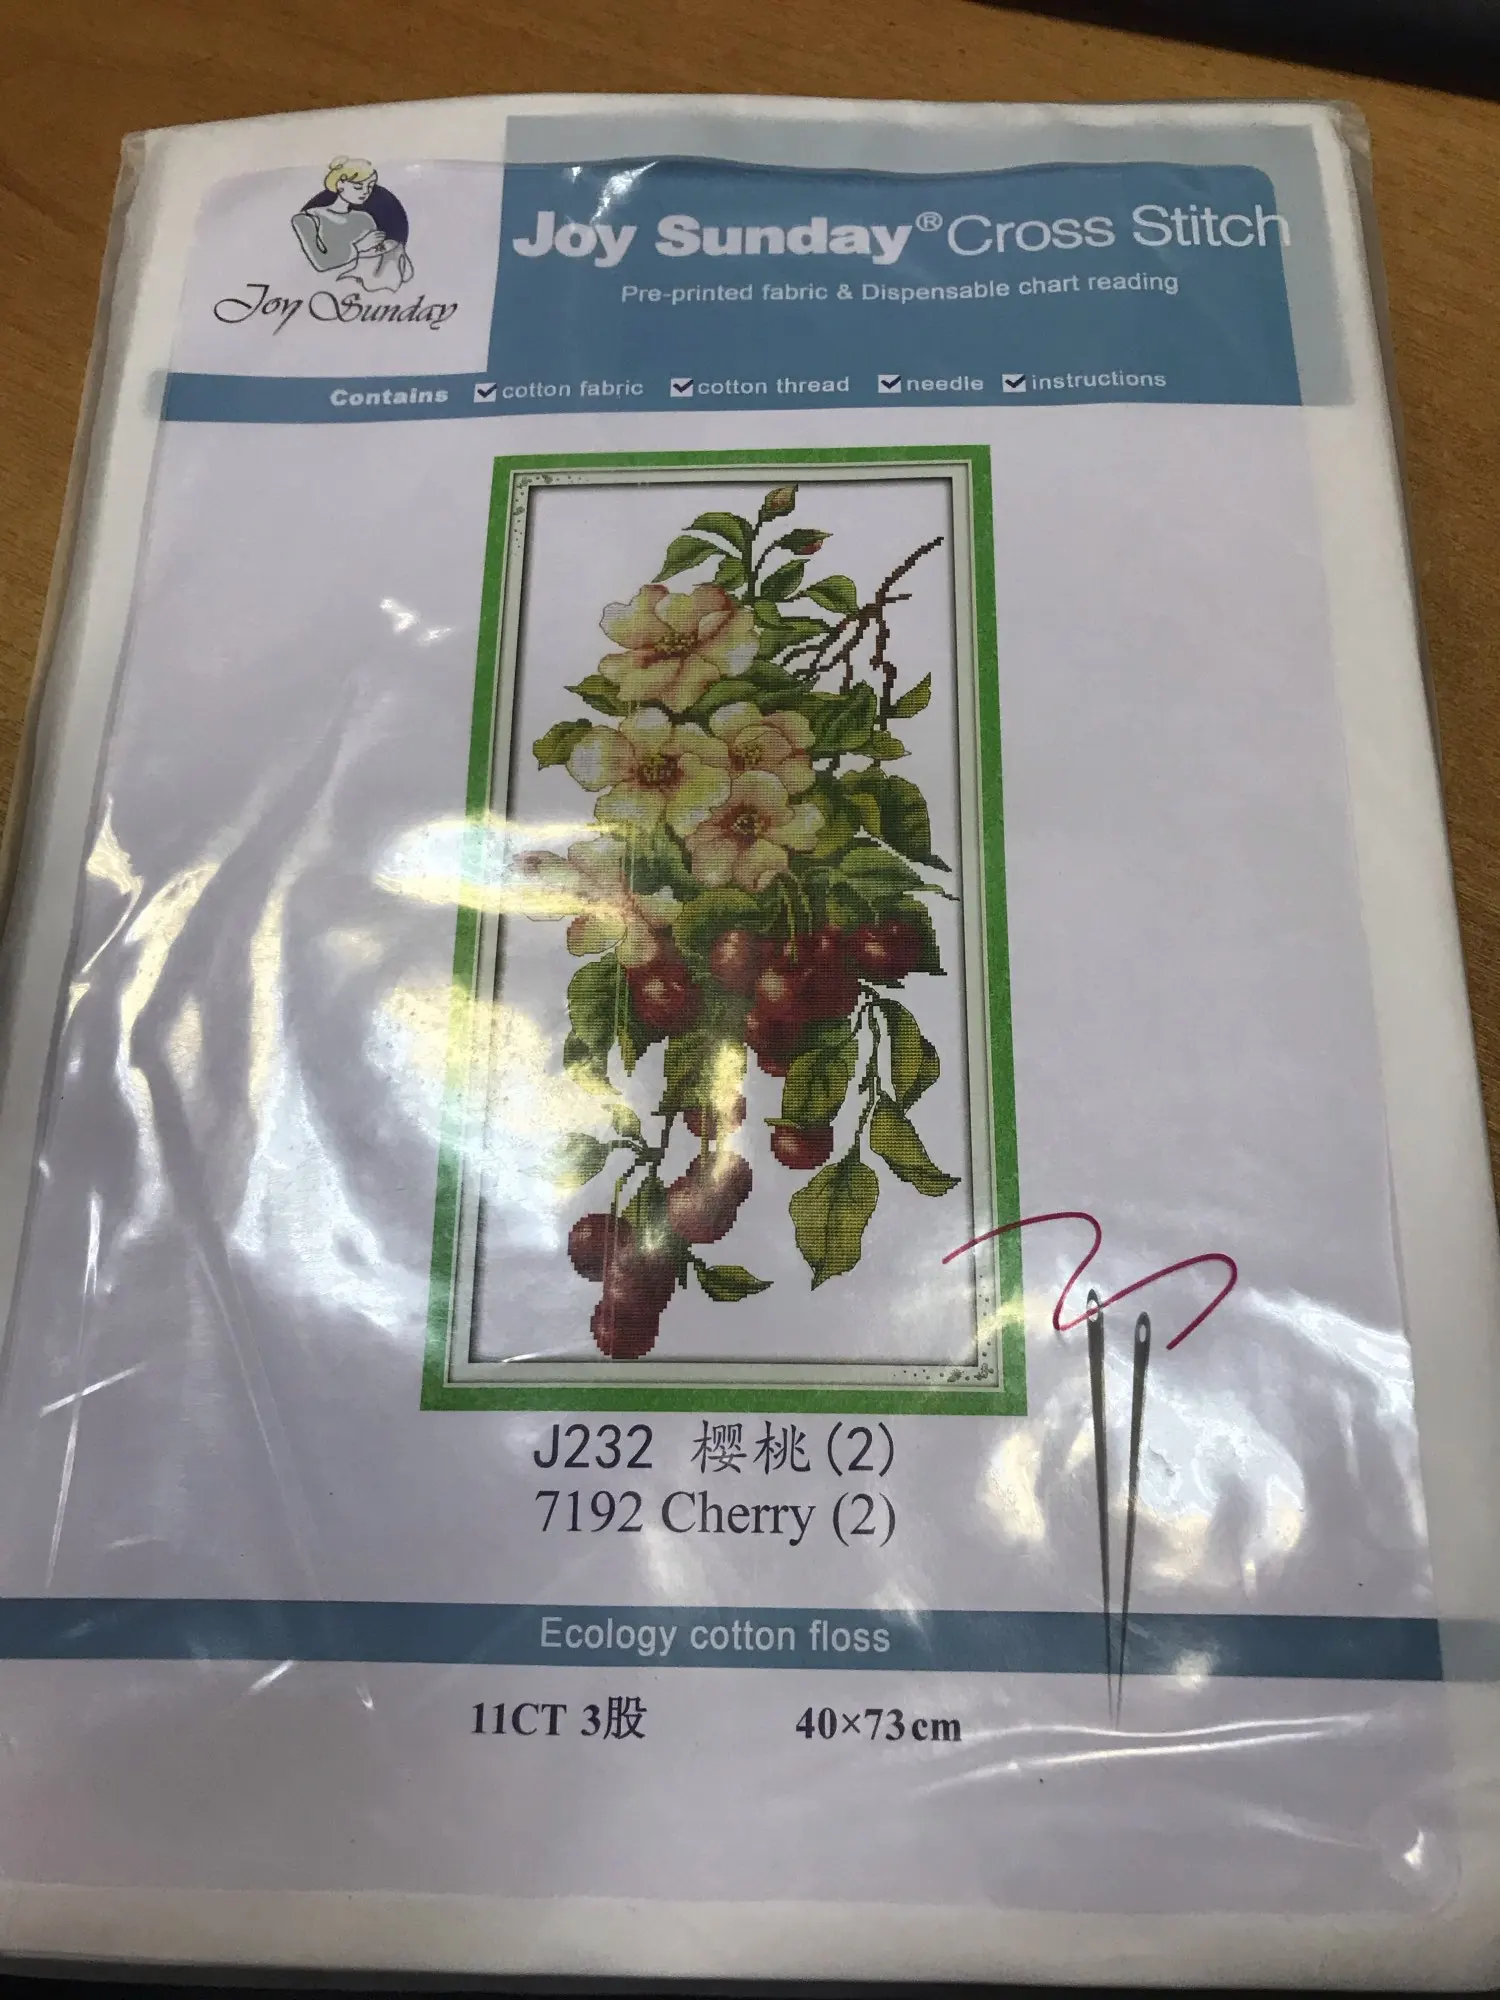 Joy Sunday
Joy Sunday® Cross Stitch
Pre-printed fabric & Dispensable chart reading
Contains cotton fabric cotton thread needle instructions
J232 樱桃(2)
7192 Cherry (2)
Ecology cotton floss
11CT 3股 40×73cm